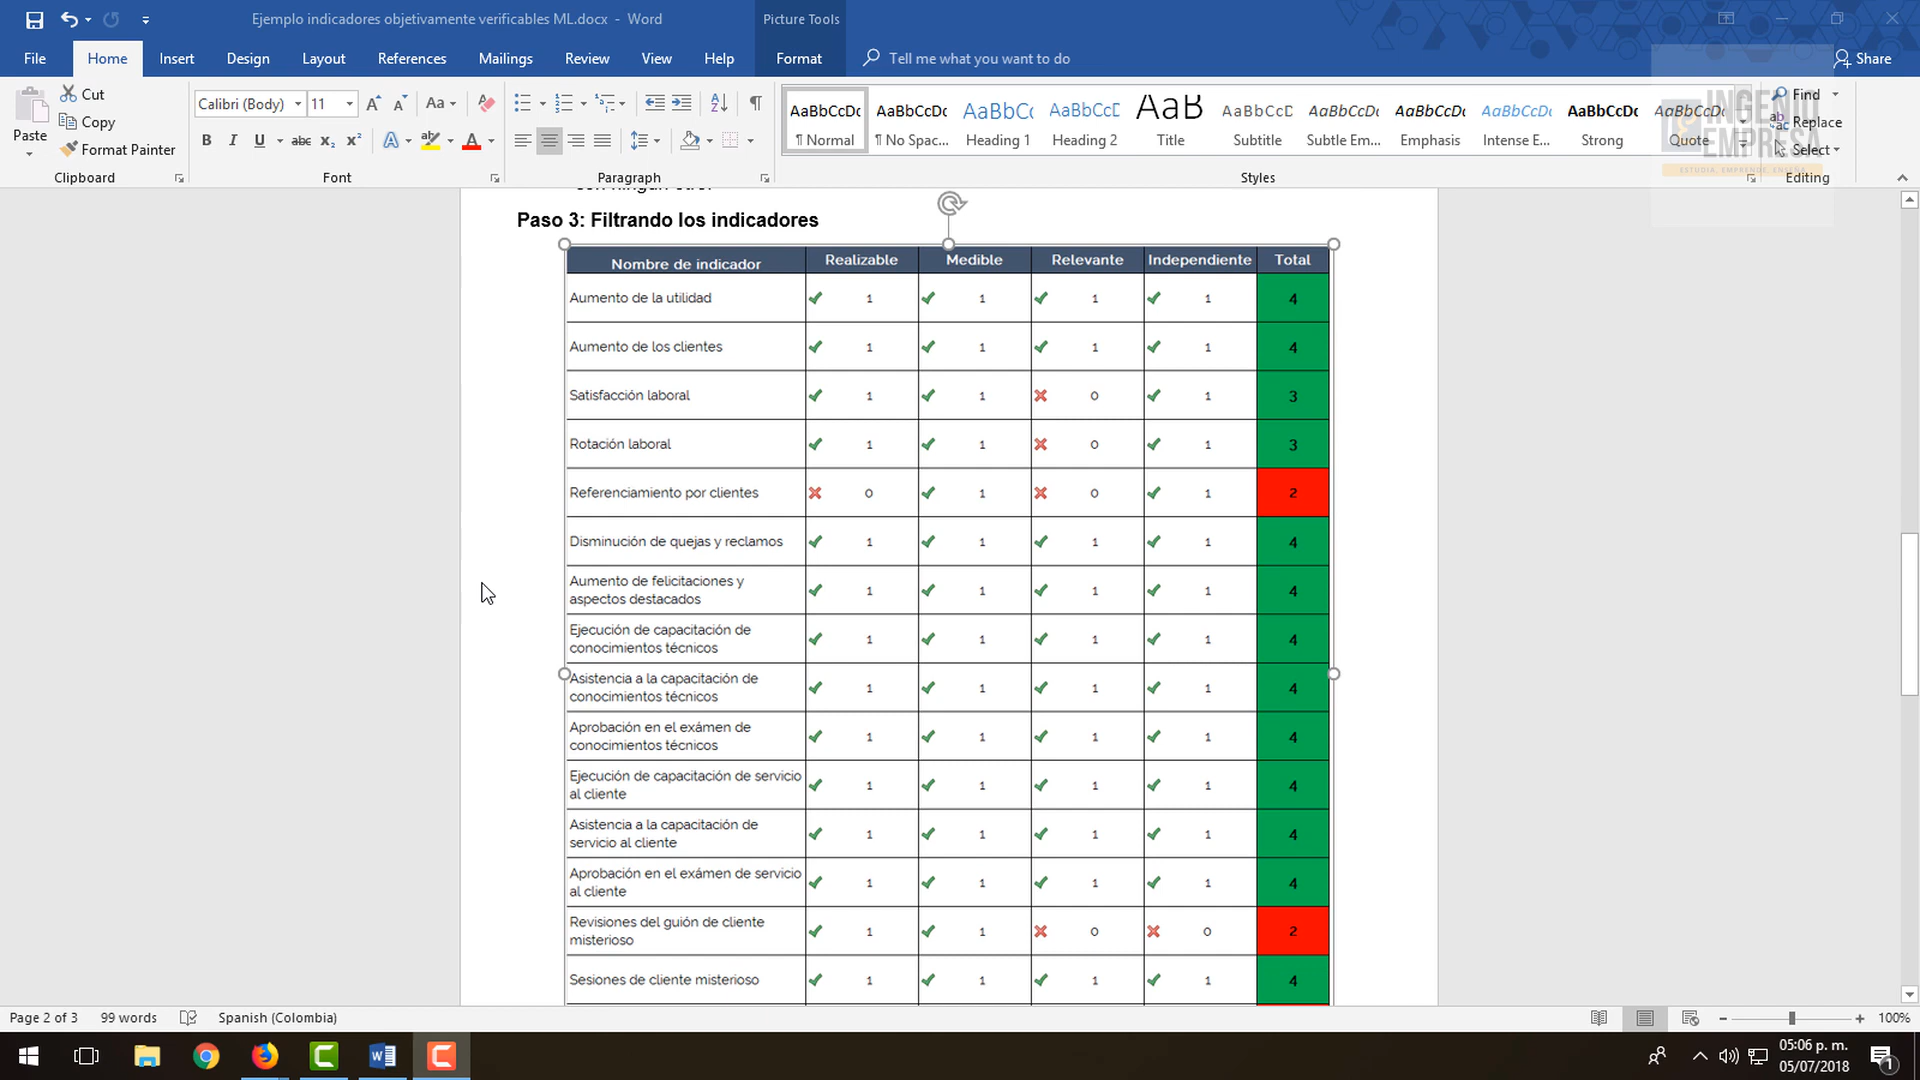 Ejemplo indicadores objetivamente verificables ML.docx - Word
Picture Tools
File Home Insert Design Layout References Mailings Review View Help Format Tell me what you want to do Share
Paste Cut Copy Format Painter
Calibri (Body) 11
AaBbCcDc AaBbCcDc AaBbCc AaBbCcD AaB AaBbCcD AaBbCcDc AaBbCcDc AaBbCcDc AaBbCcDc AaBbCcDc
¶ Normal ¶ No Spac... Heading 1 Heading 2 Title Subtitle Subtle Em... Emphasis Intense E... Strong Quote
Find
Replace
Select
INGENIO EMPRESA
ESTUDIA, EMPRENDE, ENSEÑA
Clipboard Font Paragraph Styles Editing
con ningún otro.
Paso 3: Filtrando los indicadores
Nombre de indicador Realizable Medible Relevante Independiente Total
Aumento de la utilidad 1 1 1 1 4
Aumento de los clientes 1 1 1 1 4
Satisfacción laboral 1 1 0 1 3
Rotación laboral 1 1 0 1 3
Referenciamiento por clientes 0 1 0 1 2
Disminución de quejas y reclamos 1 1 1 1 4
Aumento de felicitaciones y
aspectos destacados 1 1 1 1 4
Ejecución de capacitación de
conocimientos técnicos 1 1 1 1 4
Asistencia a la capacitación de
conocimientos técnicos 1 1 1 1 4
Aprobación en el exámen de
conocimientos técnicos 1 1 1 1 4
Ejecución de capacitación de servicio
al cliente 1 1 1 1 4
Asistencia a la capacitación de
servicio al cliente 1 1 1 1 4
Aprobación en el exámen de servicio
al cliente 1 1 1 1 4
Revisiones del guión de cliente
misterioso 1 1 0 0 2
Sesiones de cliente misterioso 1 1 1 1 4
Page 2 of 3 99 words Spanish (Colombia) 100%
05:06 p. m.
05/07/2018
1